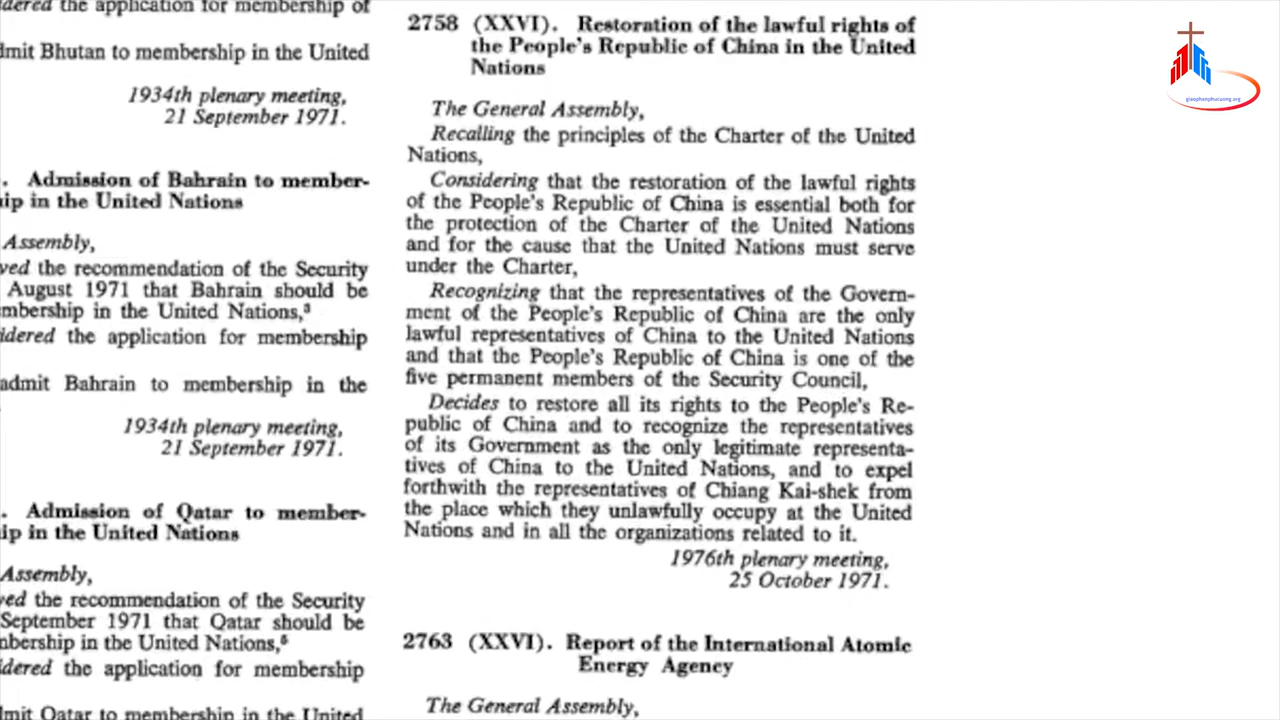 dered the application for membership of
dmit Bhutan to membership in the United
1934th plenary meeting,
21 September 1971.
. Admission of Bahrain to member-
ip in the United Nations
Assembly,
ved the recommendation of the Security
August 1971 that Bahrain should be
mbership in the United Nations,³
idered the application for membership
admit Bahrain to membership in the
1934th plenary meeting,
21 September 1971.
. Admission of Qatar to member-
ip in the United Nations
Assembly,
ved the recommendation of the Security
September 1971 that Qatar should be
nbership in the United Nations,⁵
dered the application for membership
mit Qatar to membership in the United
2758 (XXVI). Restoration of the lawful rights of
the People's Republic of China in the United
Nations
The General Assembly,
Recalling the principles of the Charter of the United
Nations,
Considering that the restoration of the lawful rights
of the People's Republic of China is essential both for
the protection of the Charter of the United Nations
and for the cause that the United Nations must serve
under the Charter,
Recognizing that the representatives of the Govern-
ment of the People's Republic of China are the only
lawful representatives of China to the United Nations
and that the People's Republic of China is one of the
five permanent members of the Security Council,
Decides to restore all its rights to the People's Re-
public of China and to recognize the representatives
of its Government as the only legitimate representa-
tives of China to the United Nations, and to expel
forthwith the representatives of Chiang Kai-shek from
the place which they unlawfully occupy at the United
Nations and in all the organizations related to it.
1976th plenary meeting,
25 October 1971.
2763 (XXVI). Report of the International Atomic
Energy Agency
The General Assembly,
giaophanphucuong.org